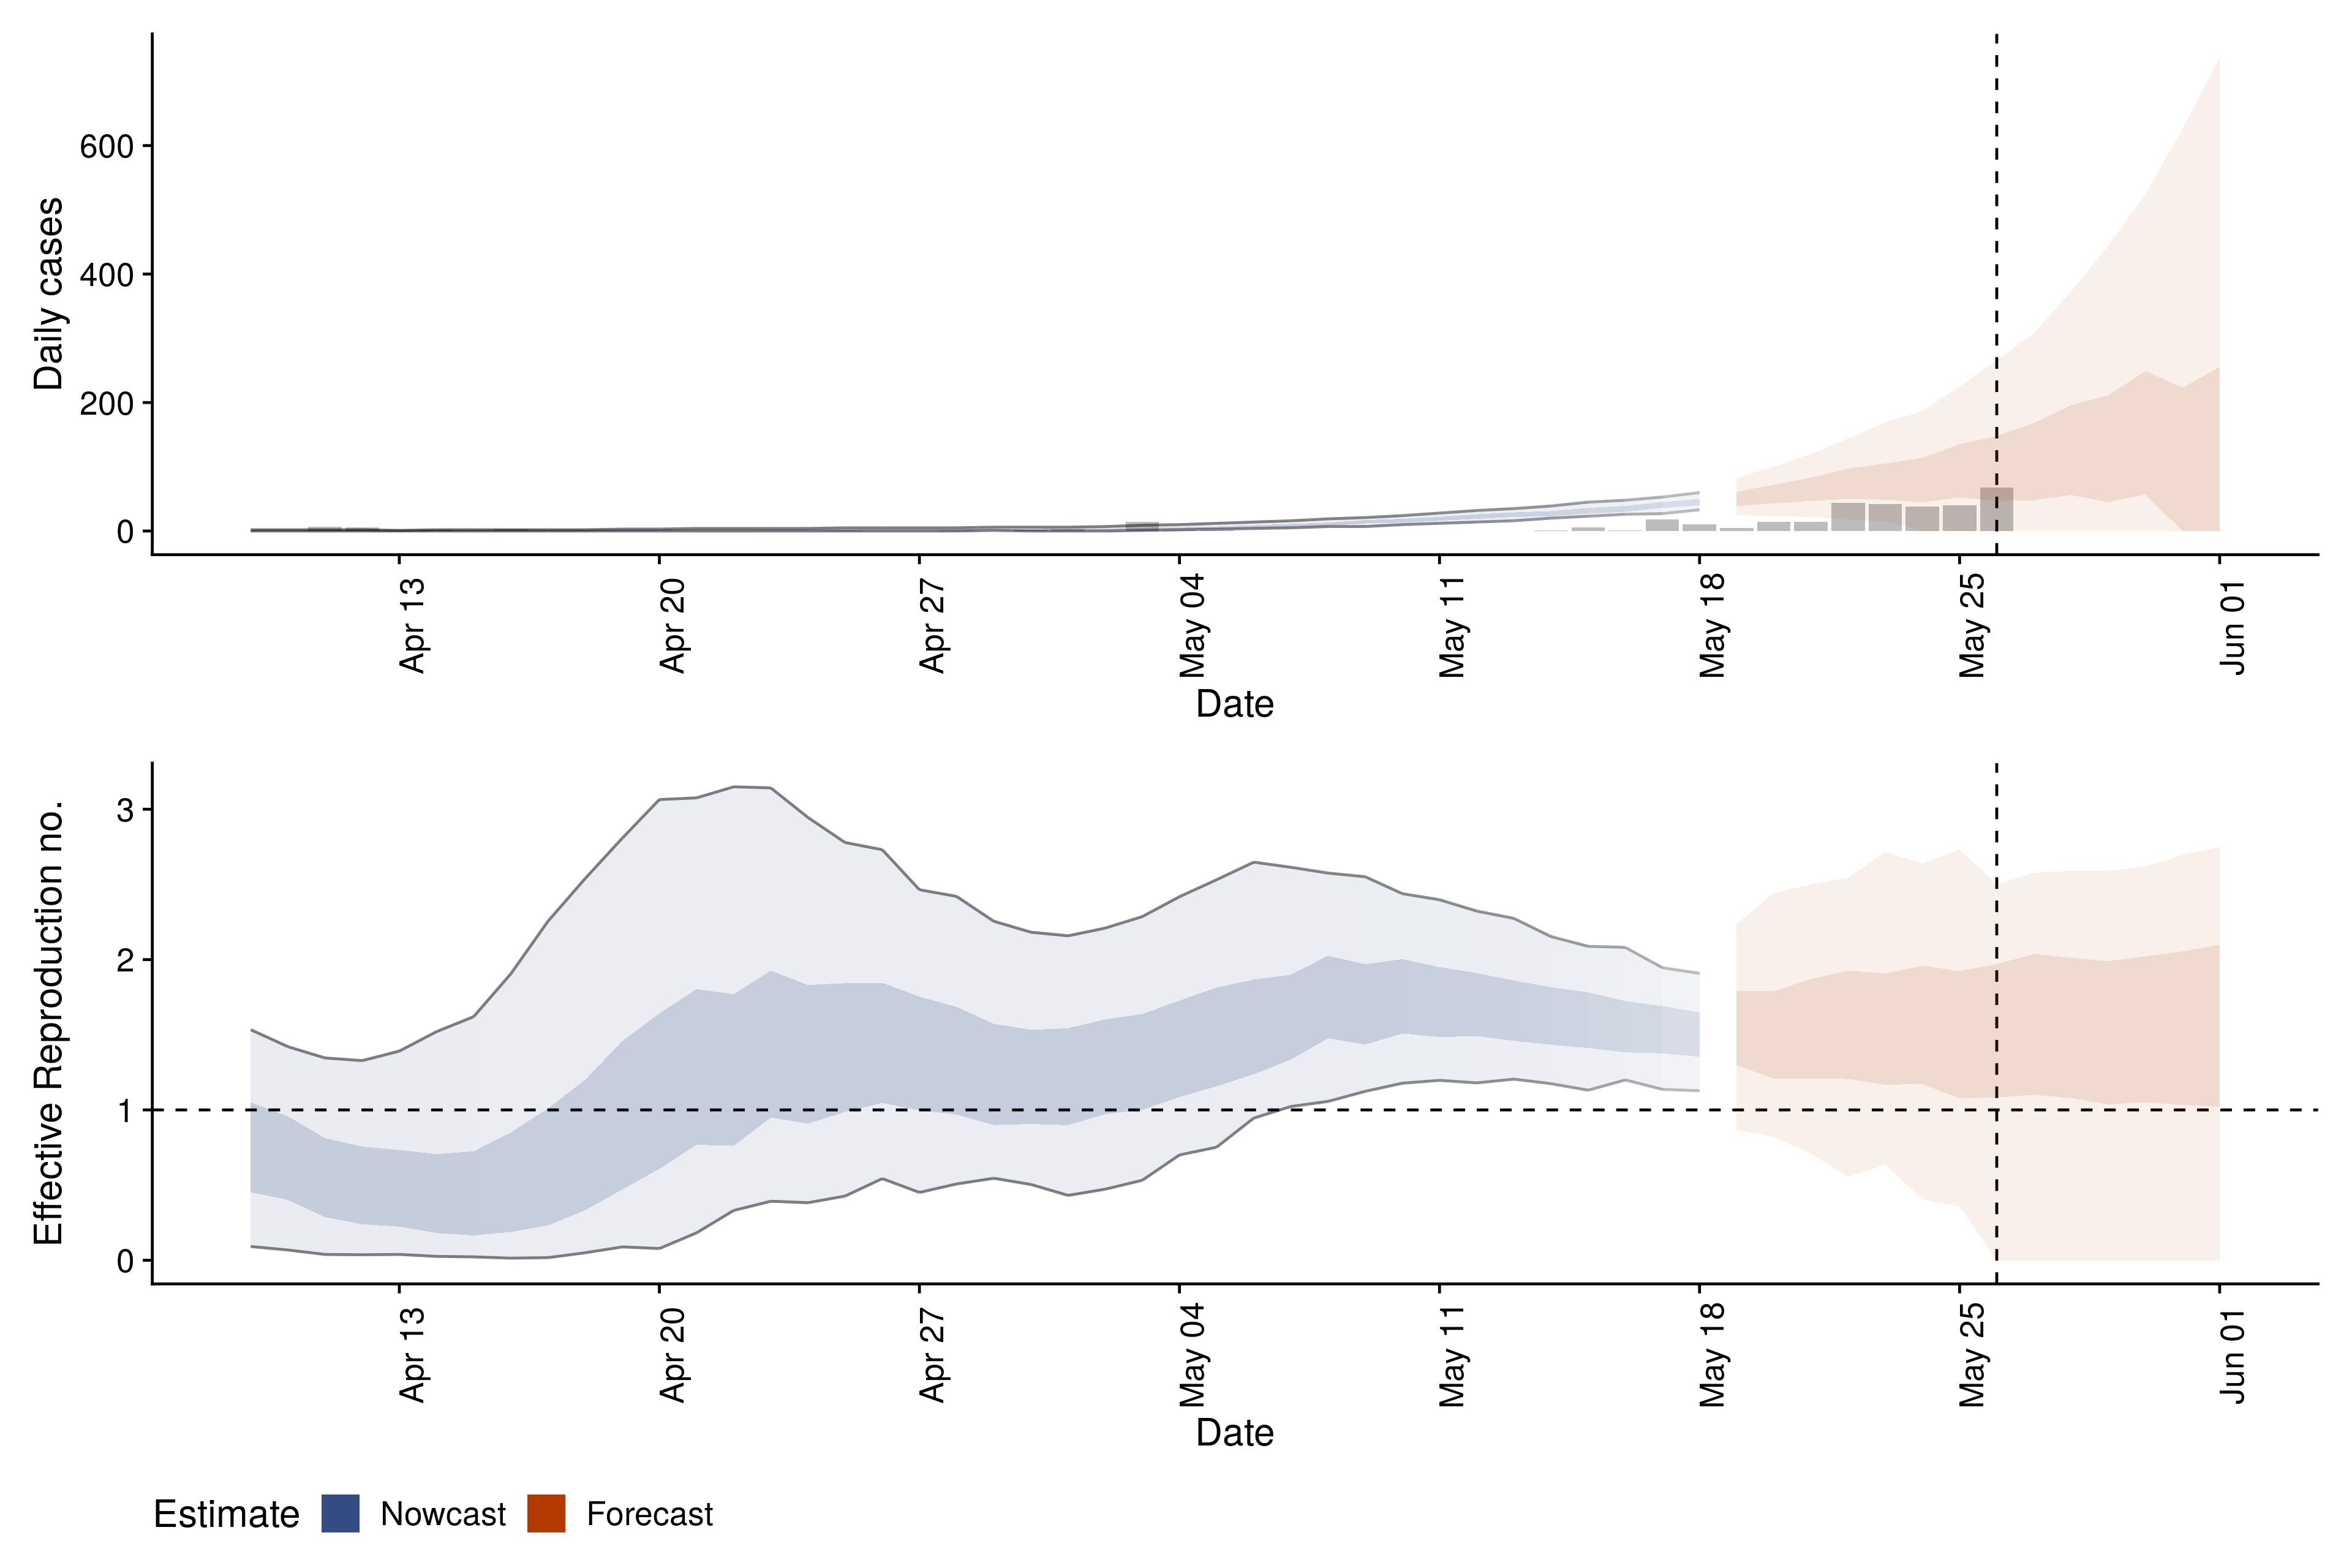 Daily cases
600
400
200
0
Apr 13
Apr 20
Apr 27
May 04
May 11
May 18
May 25
Jun 01
Date
Effective Reproduction no.
3
2
1
0
Apr 13
Apr 20
Apr 27
May 04
May 11
May 18
May 25
Jun 01
Date
Estimate Nowcast Forecast